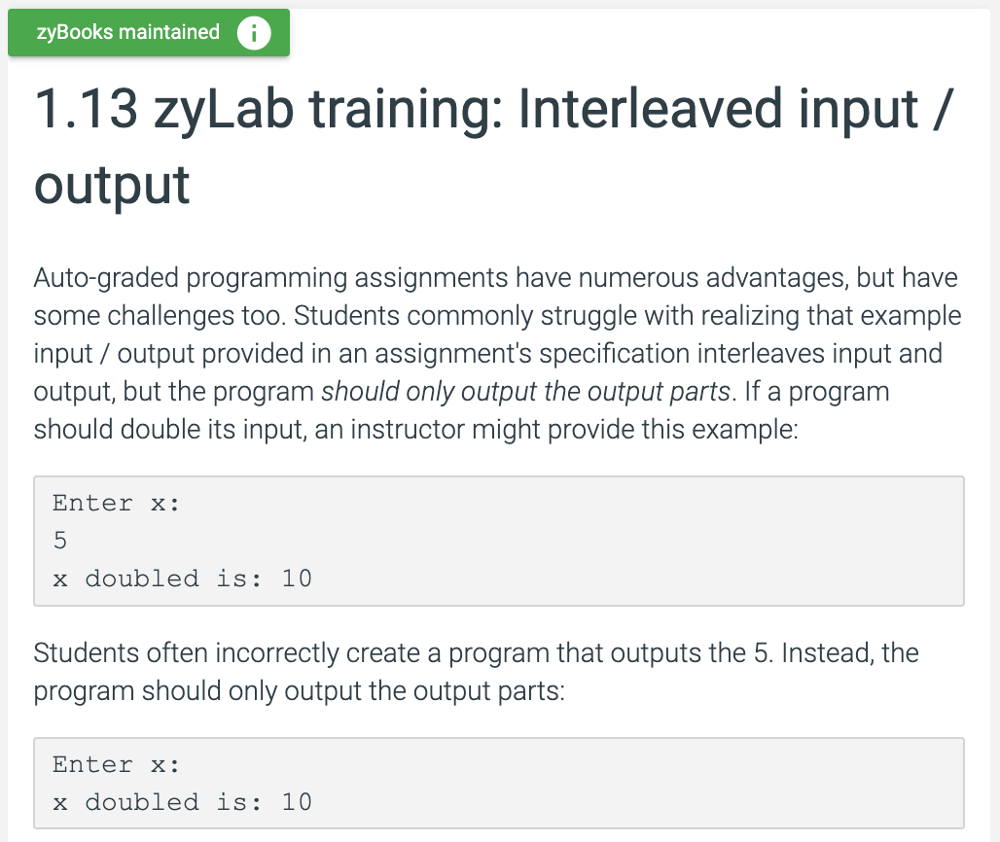 zyBooks maintained i
1.13 zyLab training: Interleaved input /
output
Auto-graded programming assignments have numerous advantages, but have
some challenges too. Students commonly struggle with realizing that example
input / output provided in an assignment's specification interleaves input and
output, but the program should only output the output parts. If a program
should double its input, an instructor might provide this example:
Enter x:
5
x doubled is: 10
Students often incorrectly create a program that outputs the 5. Instead, the
program should only output the output parts:
Enter x:
x doubled is: 10